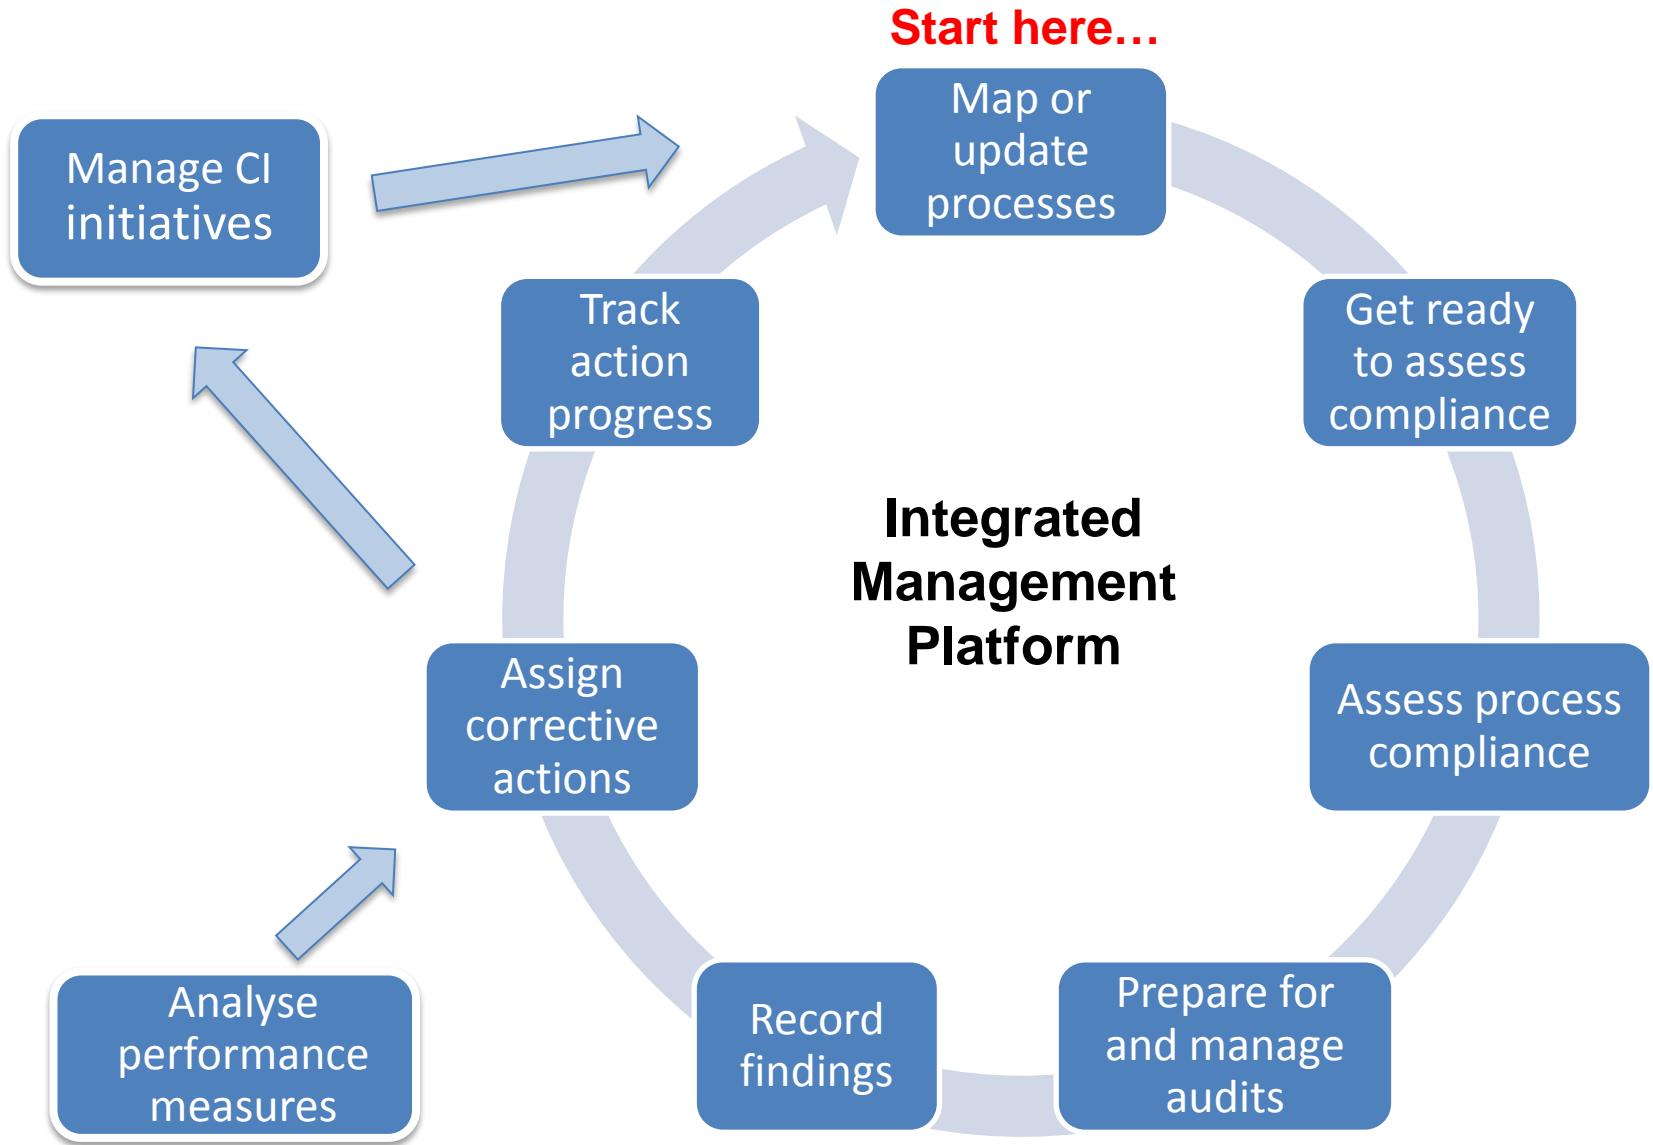 Start here…
Map or
update
processes
Get ready
to assess
compliance
Assess process
compliance
Prepare for
and manage
audits
Record
findings
Assign
corrective
actions
Track
action
progress
Integrated
Management
Platform
Manage CI
initiatives
Analyse
performance
measures